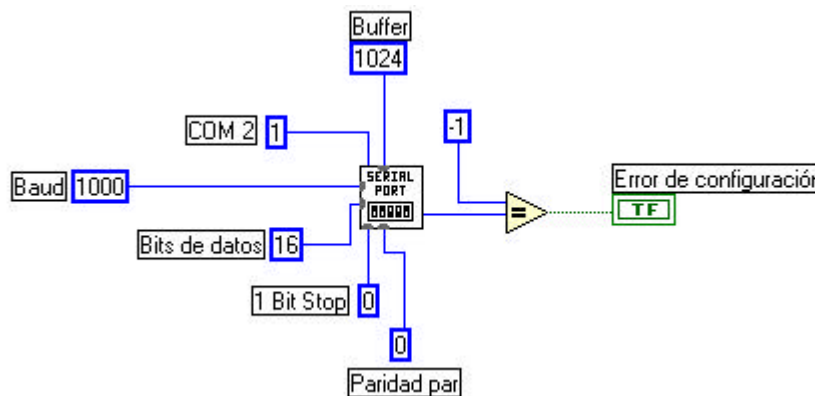 Buffer
1024
COM 2
1
-1
SERIAL
PORT
Baud
1000
Error de configuración
=
TF
Bits de datos
16
1 Bit Stop
0
0
Paridad par